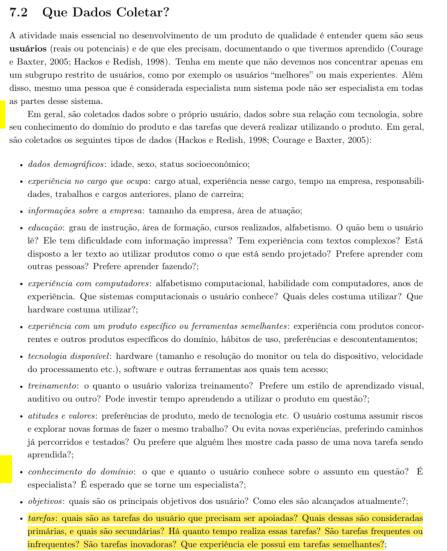 7.2 Que Dados Coletar?
A atividade mais essencial no desenvolvimento de um produto de qualidade é entender quem são seus
usuários (reais ou potenciais) e de que eles precisam, documentando o que tivermos aprendido (Courage
e Baxter, 2005; Hackos e Redish, 1998). Tenha em mente que não devemos nos concentrar apenas em
um subgrupo restrito de usuários, como por exemplo os usuários “melhores” ou mais experientes. Além
disso, mesmo uma pessoa que é considerada especialista num sistema pode não ser especialista em todas
as partes desse sistema.
Em geral, são coletados dados sobre o próprio usuário, dados sobre sua relação com tecnologia, sobre
seu conhecimento do domínio do produto e das tarefas que deverá realizar utilizando o produto. Em geral,
são coletados os seguintes tipos de dados (Hackos e Redish, 1998; Courage e Baxter, 2005):
• dados demográficos: idade, sexo, status socioeconômico;
• experiência no cargo que ocupa: cargo atual, experiência nesse cargo, tempo na empresa, responsabili-
dades, trabalhos e cargos anteriores, plano de carreira;
• informações sobre a empresa: tamanho da empresa, área de atuação;
• educação: grau de instrução, área de formação, cursos realizados, alfabetismo. O quão bem o usuário
lê? Ele tem dificuldade com informação impressa? Tem experiência com textos complexos? Está
disposto a ler texto ao utilizar produtos como o que está sendo projetado? Prefere aprender com
outras pessoas? Prefere aprender fazendo?;
• experiência com computadores: alfabetismo computacional, habilidade com computadores, anos de
experiência. Que sistemas computacionais o usuário conhece? Quais deles costuma utilizar? Que
hardware costuma utilizar?;
• experiência com um produto específico ou ferramentas semelhantes: experiência com produtos concor-
rentes e outros produtos específicos do domínio, hábitos de uso, preferências e descontentamentos;
• tecnologia disponível: hardware (tamanho e resolução do monitor ou tela do dispositivo, velocidade
do processamento etc.), software e outras ferramentas aos quais tem acesso;
• treinamento: o quanto o usuário valoriza treinamento? Prefere um estilo de aprendizado visual,
auditivo ou outro? Pode investir tempo aprendendo a utilizar o produto em questão?;
• atitudes e valores: preferências de produto, medo de tecnologia etc. O usuário costuma assumir riscos
e explorar novas formas de fazer o mesmo trabalho? Ou evita novas experiências, preferindo caminhos
já percorridos e testados? Ou prefere que alguém lhes mostre cada passo de uma nova tarefa sendo
aprendida?;
• conhecimento do domínio: o que e quanto o usuário conhece sobre o assunto em questão? É
especialista? É esperado que se torne um especialista?;
• objetivos: quais são os principais objetivos dos usuário? Como eles são alcançados atualmente?;
• tarefas: quais são as tarefas do usuário que precisam ser apoiadas? Quais dessas são consideradas
primárias, e quais são secundárias? Há quanto tempo realiza essas tarefas? São tarefas frequentes ou
infrequentes? São tarefas inovadoras? Que experiência ele possui em tarefas semelhantes?;